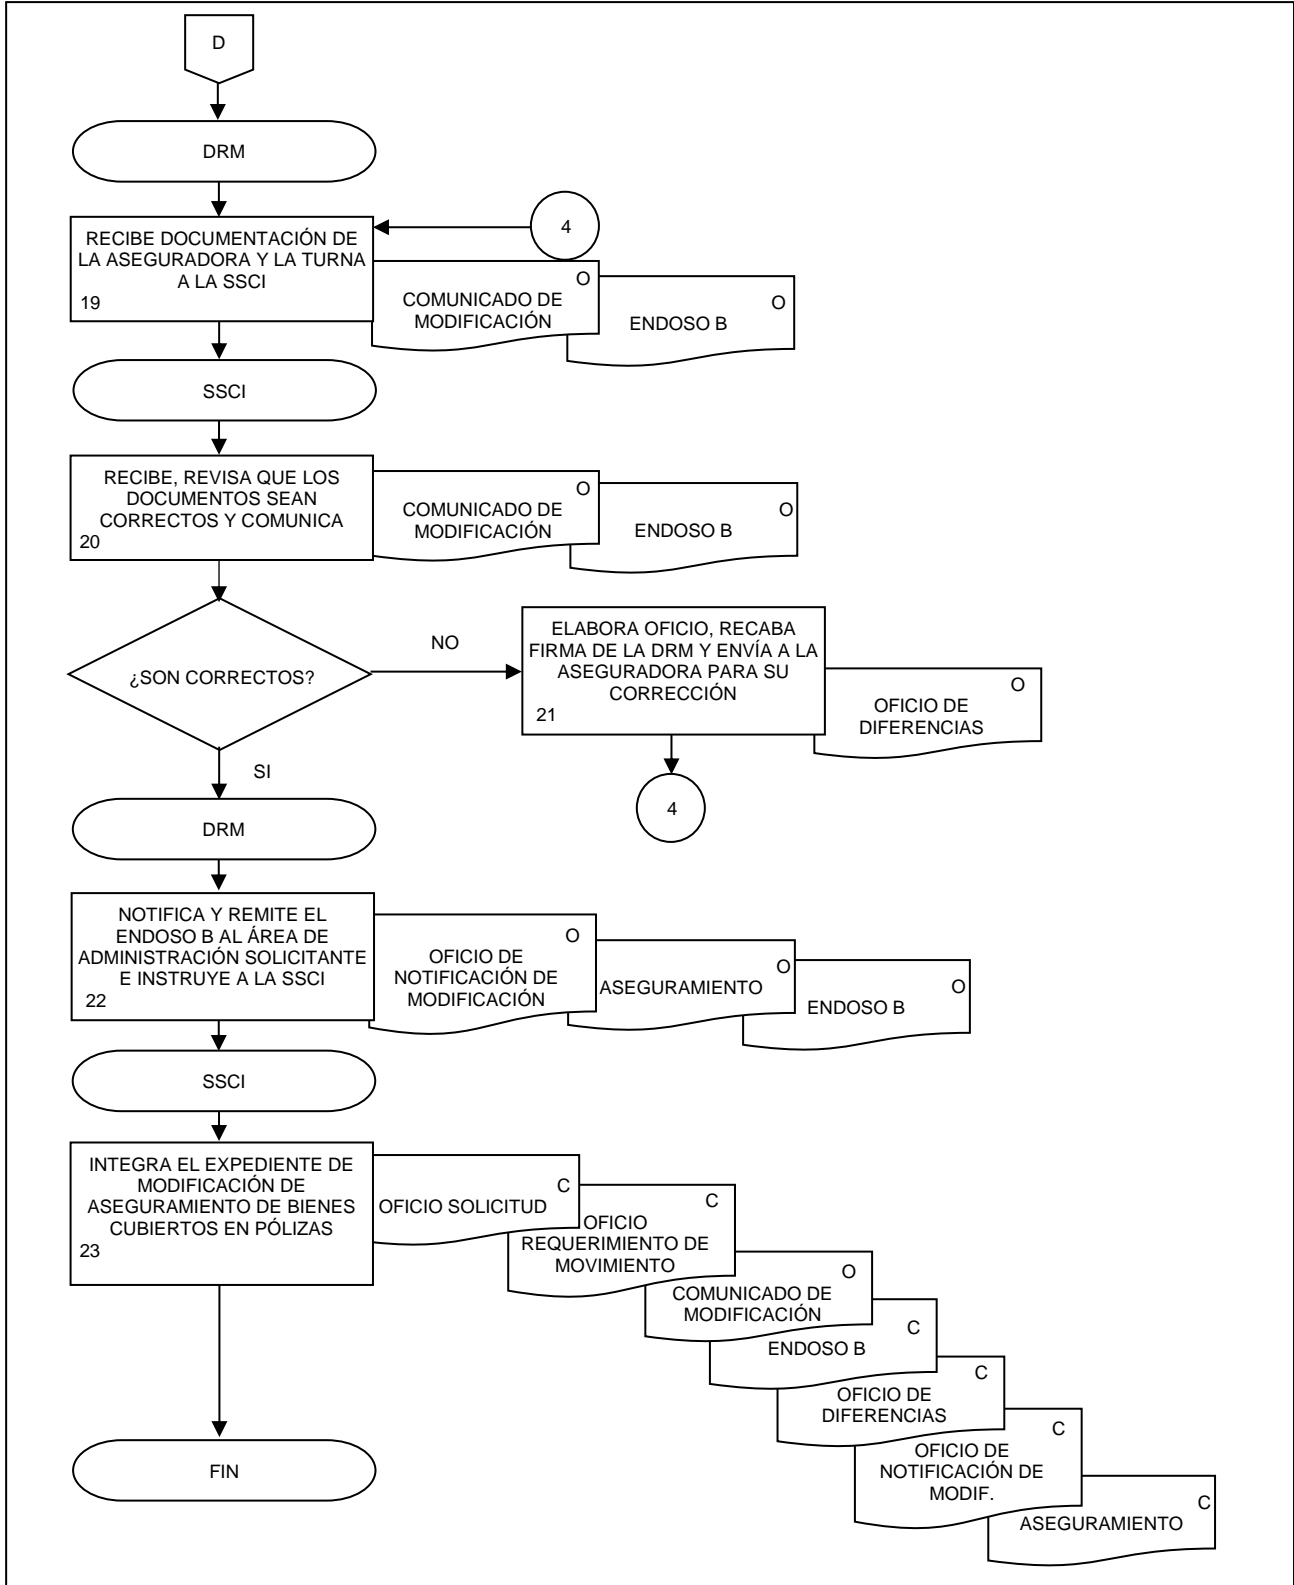 D
DRM
4
RECIBE DOCUMENTACIÓN DE
LA ASEGURADORA Y LA TURNA
A LA SSCI
19
O
COMUNICADO DE
MODIFICACIÓN
O
ENDOSO B
SSCI
RECIBE, REVISA QUE LOS
DOCUMENTOS SEAN
CORRECTOS Y COMUNICA
20
O
COMUNICADO DE
MODIFICACIÓN
O
ENDOSO B
¿SON CORRECTOS?
NO
ELABORA OFICIO, RECABA
FIRMA DE LA DRM Y ENVÍA A LA
ASEGURADORA PARA SU
CORRECCIÓN
21
O
OFICIO DE
DIFERENCIAS
4
SI
DRM
NOTIFICA Y REMITE EL
ENDOSO B AL ÁREA DE
ADMINISTRACIÓN SOLICITANTE
E INSTRUYE A LA SSCI
22
O
OFICIO DE
NOTIFICACIÓN DE
MODIFICACIÓN
O
ASEGURAMIENTO
O
ENDOSO B
SSCI
INTEGRA EL EXPEDIENTE DE
MODIFICACIÓN DE
ASEGURAMIENTO DE BIENES
CUBIERTOS EN PÓLIZAS
23
C
OFICIO SOLICITUD
C
OFICIO
REQUERIMIENTO DE
MOVIMIENTO
O
COMUNICADO DE
MODIFICACIÓN
C
ENDOSO B
C
OFICIO DE
DIFERENCIAS
C
OFICIO DE
NOTIFICACIÓN DE
MODIF.
C
ASEGURAMIENTO
FIN